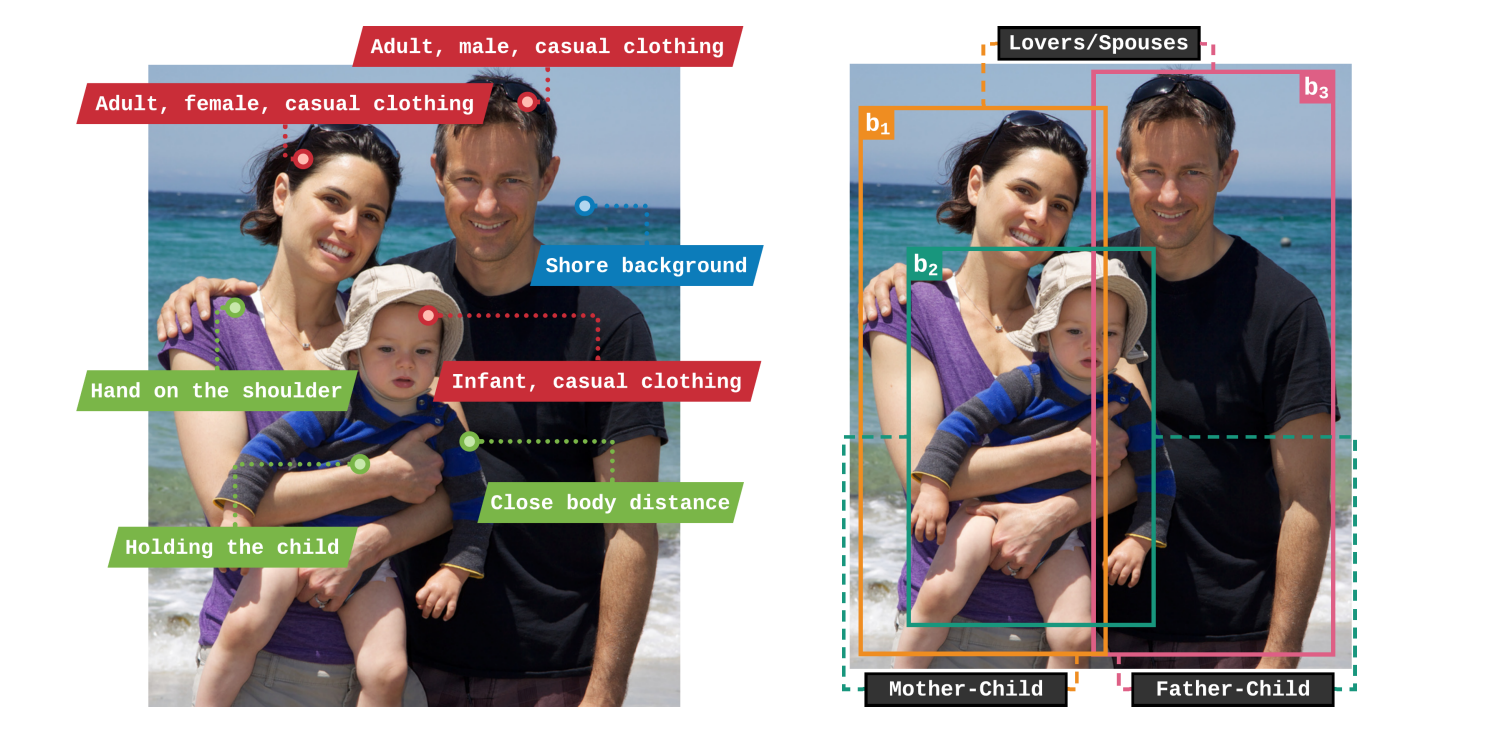 Adult, male, casual clothing
Adult, female, casual clothing
Shore background
Infant, casual clothing
Hand on the shoulder
Close body distance
Holding the child
Lovers/Spouses
b3
b1
b2
Mother-Child
Father-Child